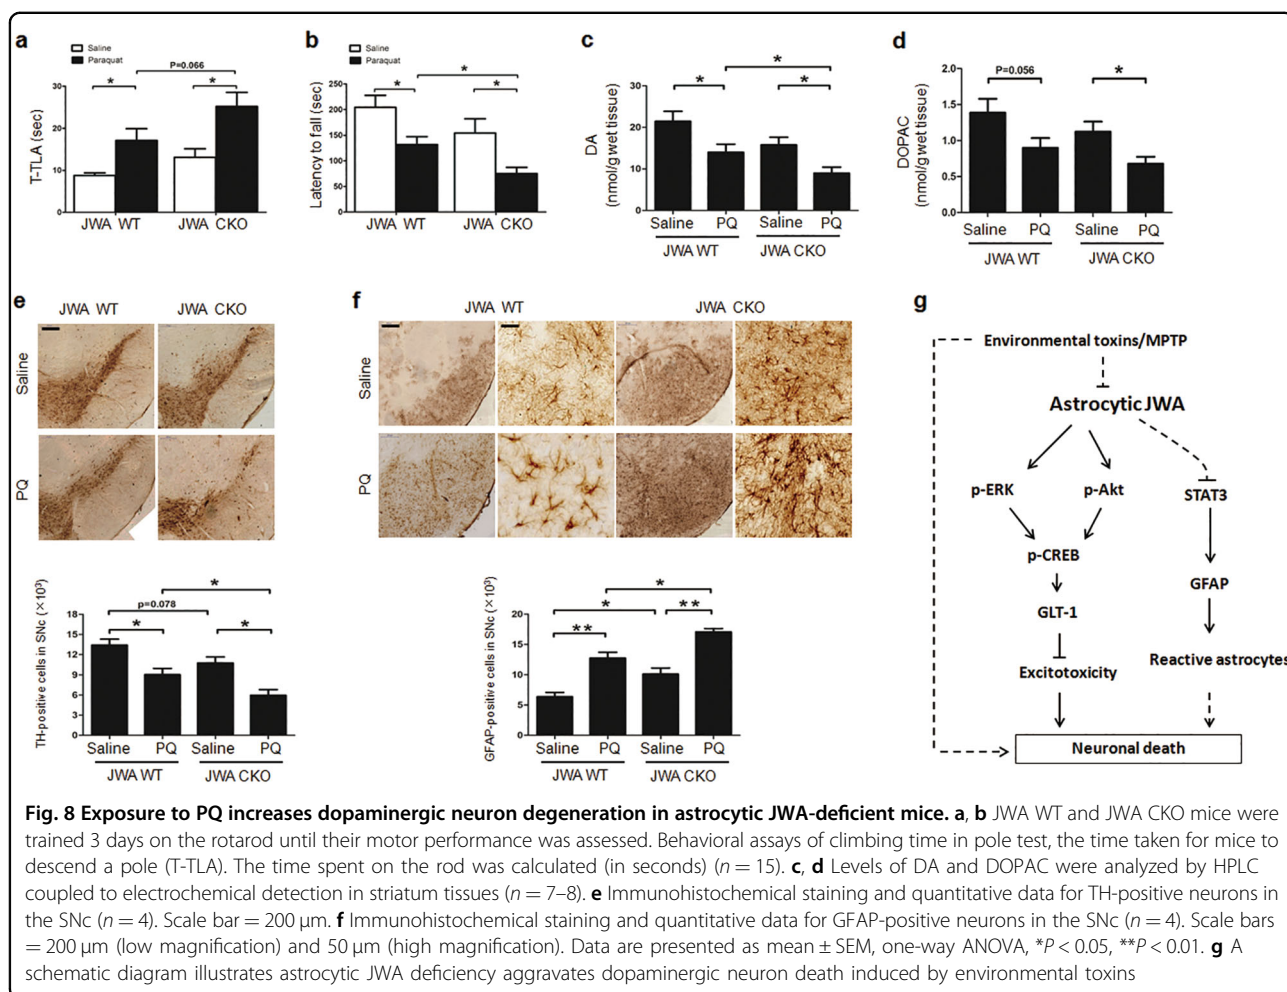 a
Saline
Paraquat
P=0.066
*
*
T-TLA (sec)
30
20
10
0
JWA WT
JWA CKO
b
Saline
Paraquat
*
*
*
Latency to fall (sec)
250
200
150
100
50
0
JWA WT
JWA CKO
c
*
*
*
DA
(nmol/gwet tissue)
30
20
10
0
Saline
PQ
Saline
PQ
JWA WT
JWA CKO
d
P=0.056
*
DOPAC
(nmol/gwet tissue)
2.0
1.5
1.0
0.5
0.0
Saline
PQ
Saline
PQ
JWA WT
JWA CKO
e
JWA WT
JWA CKO
Saline
PQ
*
p=0.078
*
*
TH-positive cells in SNc (×10³)
18
15
12
9
6
3
0
Saline
PQ
Saline
PQ
JWA WT
JWA CKO
f
JWA WT
JWA CKO
Saline
PQ
*
*
**
**
GFAP-positive cells in SNc (×10³)
20
15
10
5
0
Saline
PQ
Saline
PQ
JWA WT
JWA CKO
g
Environmental toxins/MPTP
Astrocytic JWA
p-ERK
p-Akt
STAT3
p-CREB
GFAP
GLT-1
Reactive astrocytes
Excitotoxicity
Neuronal death
Fig. 8 Exposure to PQ increases dopaminergic neuron degeneration in astrocytic JWA-deficient mice. a, b JWA WT and JWA CKO mice were
trained 3 days on the rotarod until their motor performance was assessed. Behavioral assays of climbing time in pole test, the time taken for mice to
descend a pole (T-TLA). The time spent on the rod was calculated (in seconds) (n = 15). c, d Levels of DA and DOPAC were analyzed by HPLC
coupled to electrochemical detection in striatum tissues (n = 7–8). e Immunohistochemical staining and quantitative data for TH-positive neurons in
the SNc (n = 4). Scale bar = 200 μm. f Immunohistochemical staining and quantitative data for GFAP-positive neurons in the SNc (n = 4). Scale bars
= 200 μm (low magnification) and 50 μm (high magnification). Data are presented as mean ± SEM, one-way ANOVA, *P < 0.05, **P < 0.01. g A
schematic diagram illustrates astrocytic JWA deficiency aggravates dopaminergic neuron death induced by environmental toxins